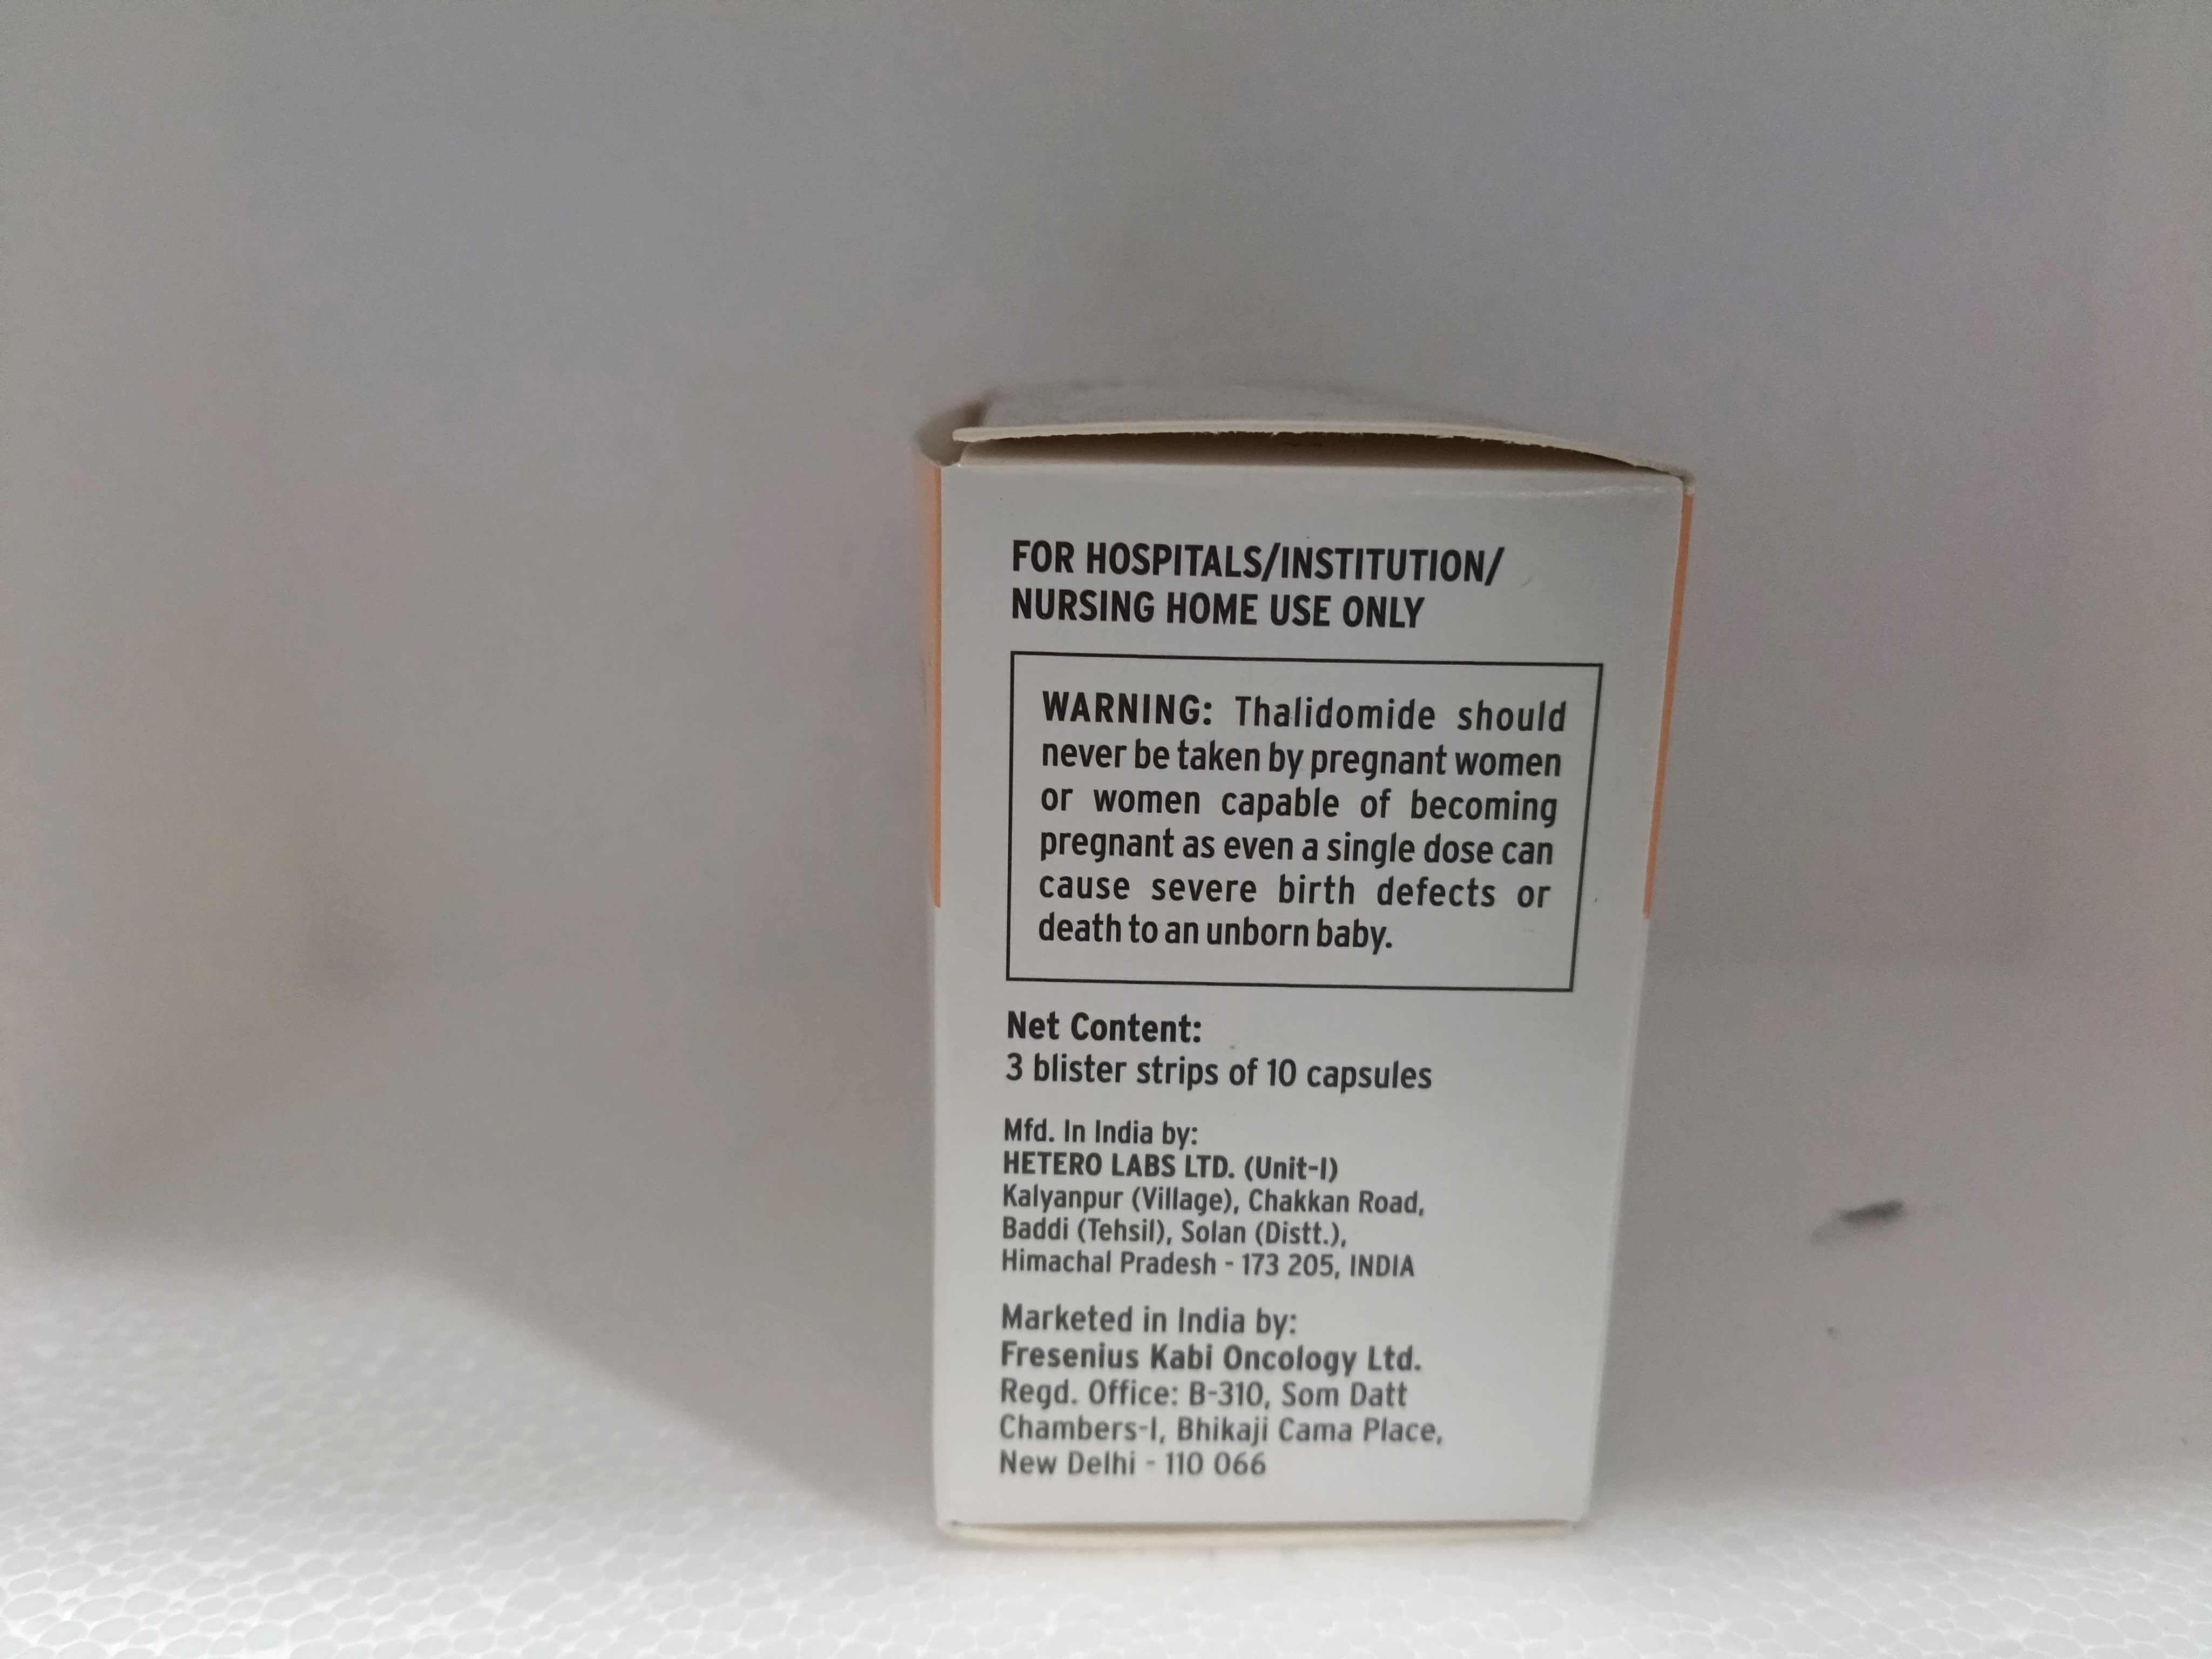 FOR HOSPITALS/INSTITUTION/
NURSING HOME USE ONLY
WARNING: Thalidomide should
never be taken by pregnant women
or women capable of becoming
pregnant as even a single dose can
cause severe birth defects or
death to an unborn baby.
Net Content:
3 blister strips of 10 capsules
Mfd. In India by:
HETERO LABS LTD. (Unit-I)
Kalyanpur (Village), Chakkan Road,
Baddi (Tehsil), Solan (Distt.),
Himachal Pradesh - 173 205, INDIA
Marketed in India by:
Fresenius Kabi Oncology Ltd.
Regd. Office: B-310, Som Datt
Chambers-I, Bhikaji Cama Place,
New Delhi - 110 066